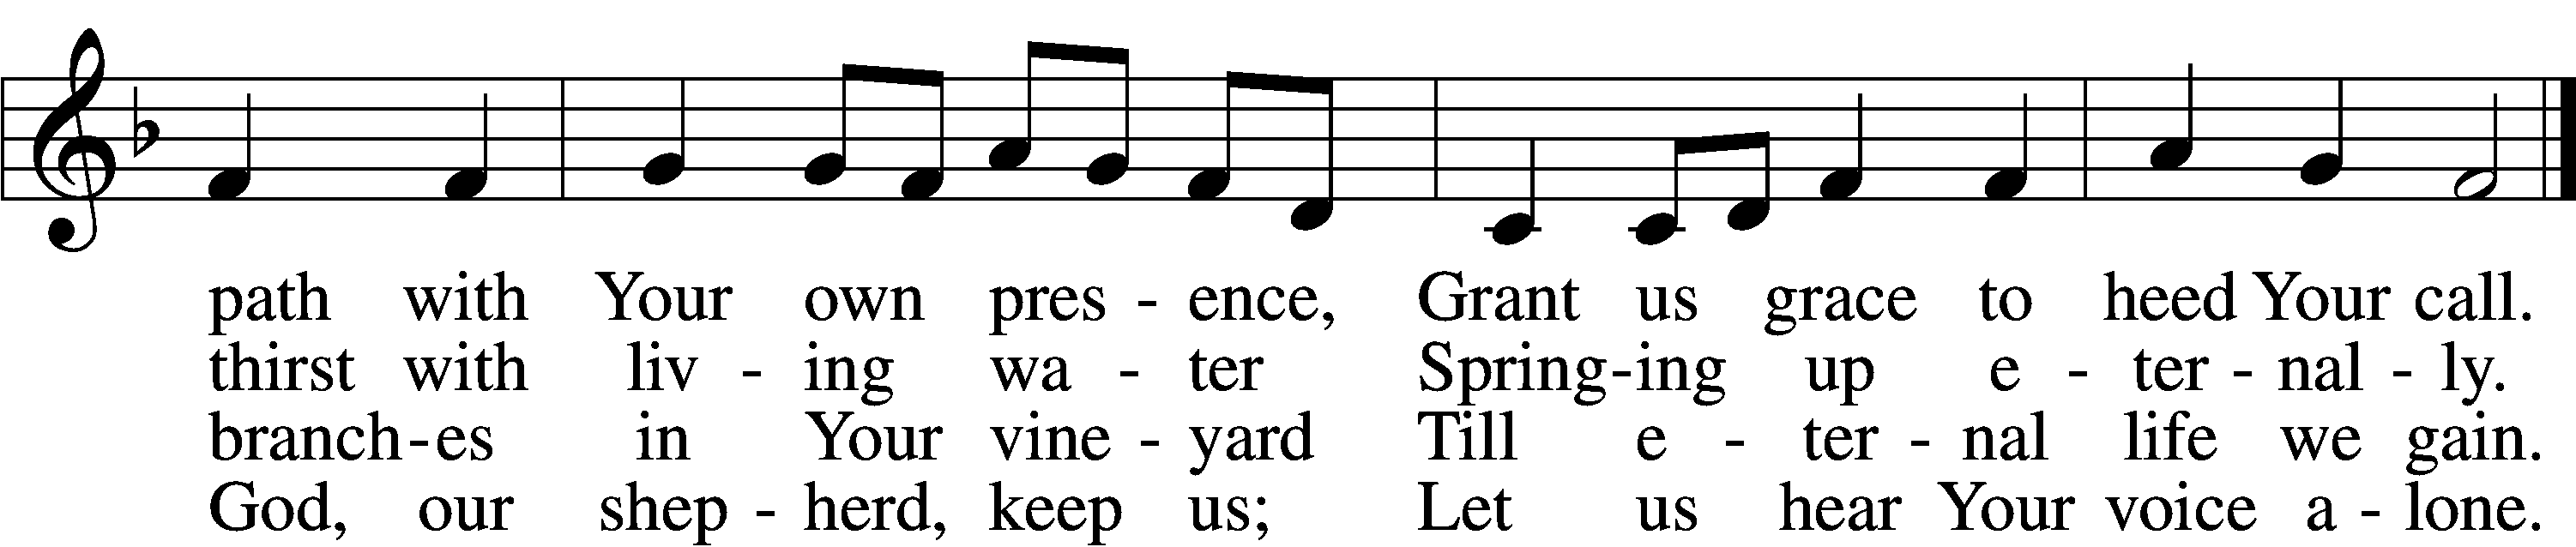 path with Your own pres - ence, Grant us grace to heed Your call.
thirst with liv - ing wa - ter Spring-ing up e - ter - nal - ly.
branch-es in Your vine - yard Till e - ter - nal life we gain.
God, our shep - herd, keep us; Let us hear Your voice a - lone.